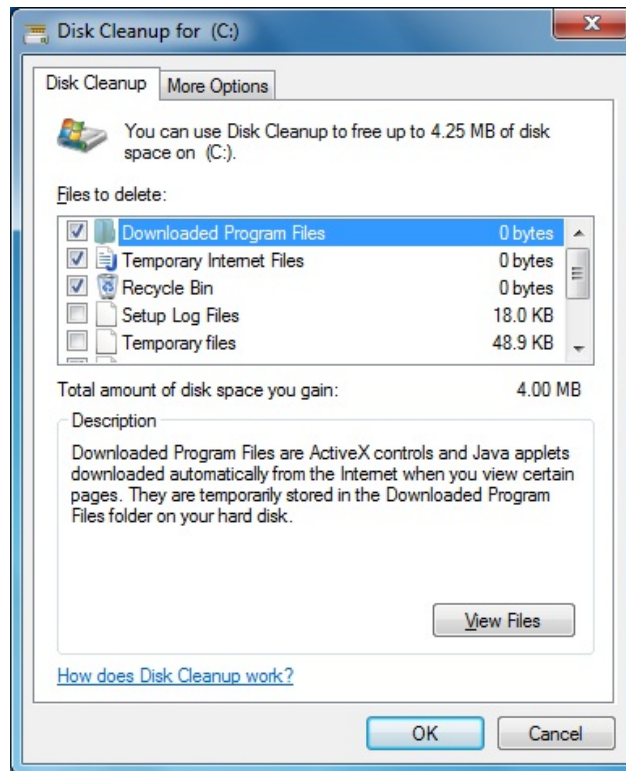 Disk Cleanup for (C:)
Disk Cleanup
More Options
You can use Disk Cleanup to free up to 4.25 MB of disk
space on (C:).
Files to delete:
Downloaded Program Files 0 bytes
Temporary Internet Files 0 bytes
Recycle Bin 0 bytes
Setup Log Files 18.0 KB
Temporary files 48.9 KB
Total amount of disk space you gain: 4.00 MB
Description
Downloaded Program Files are ActiveX controls and Java applets
downloaded automatically from the Internet when you view certain
pages. They are temporarily stored in the Downloaded Program
Files folder on your hard disk.
View Files
How does Disk Cleanup work?
OK
Cancel